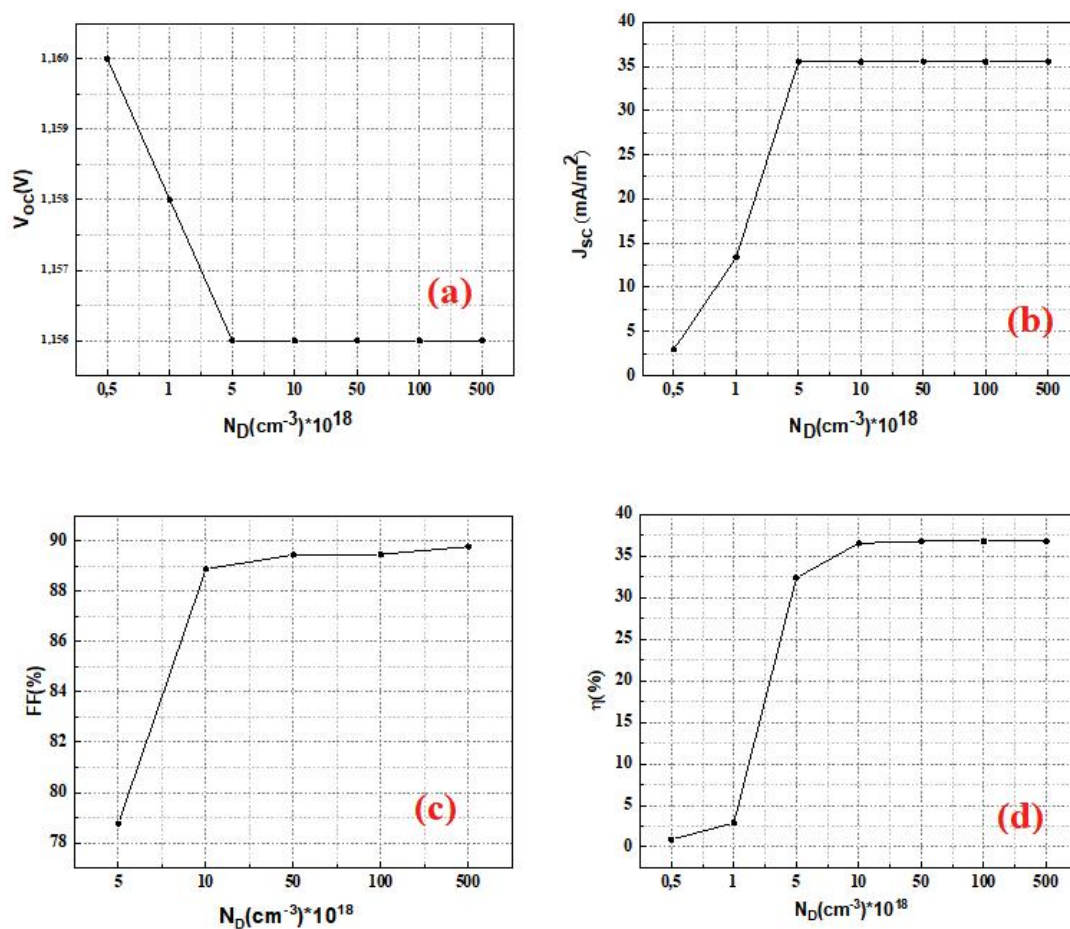 V_OC(V)
1,160
1,159
1,158
1,157
1,156
(a)
0,5 1 5 10 50 100 500
N_D(cm^-3)*10^18
J_SC (mA/m^2)
40
35
30
25
20
15
10
5
0
(b)
0,5 1 5 10 50 100 500
N_D(cm^-3)*10^18
FF(%)
90
88
86
84
82
80
78
(c)
5 10 50 100 500
N_D(cm^-3)*10^18
η(%)
40
35
30
25
20
15
10
5
0
(d)
0,5 1 5 10 50 100 500
N_D(cm^-3)*10^18